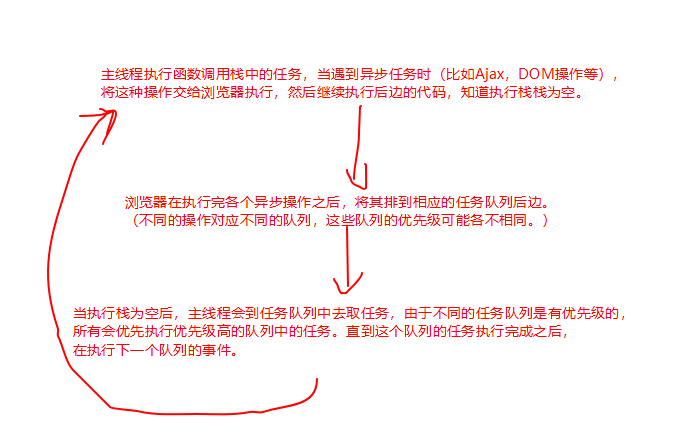 主线程执行函数调用栈中的任务，当遇到异步任务时（比如Ajax，DOM操作等），
将这种操作交给浏览器执行，然后继续执行后边的代码，知道执行栈栈为空。
浏览器在执行完各个异步操作之后，将其排到相应的任务队列后边。
（不同的操作对应不同的队列，这些队列的优先级可能各不相同。）
当执行栈为空后，主线程会到任务队列中去取任务，由于不同的任务队列是有优先级的，
所有会优先执行优先级高的队列中的任务。直到这个队列的任务执行完成之后，
在执行下一个队列的事件。